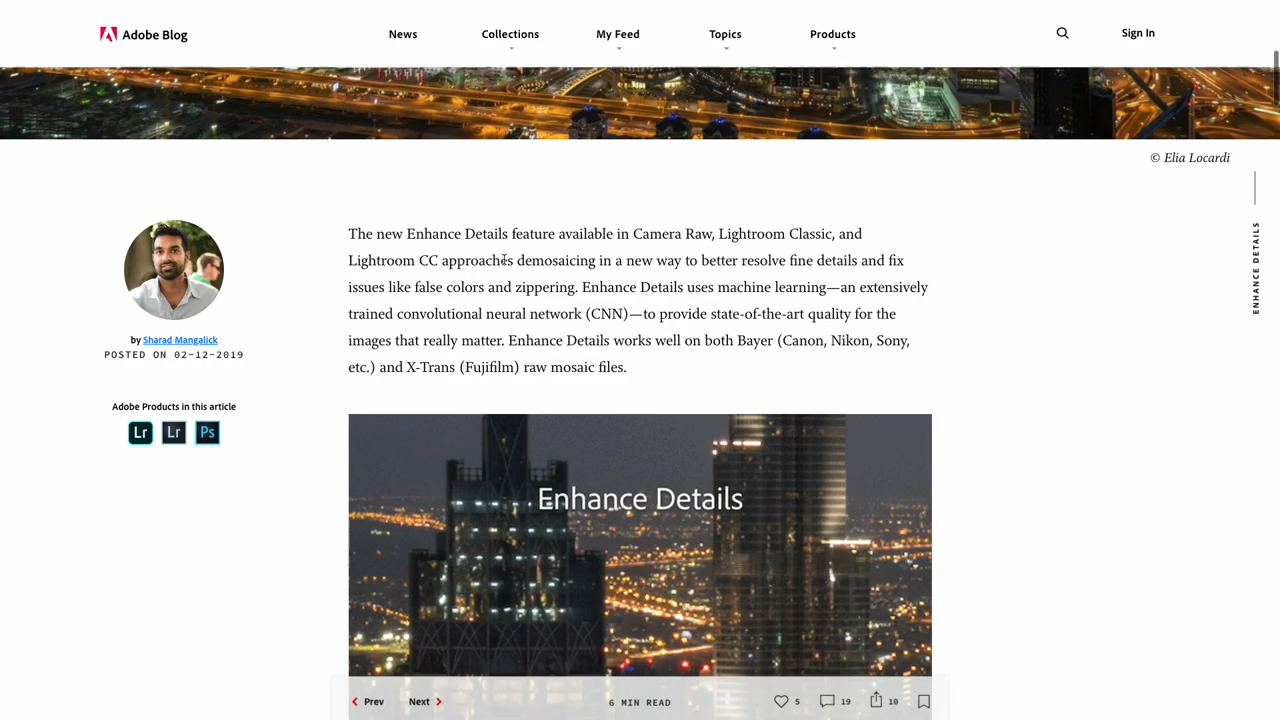 Adobe Blog
News
Collections
My Feed
Topics
Products
Sign In
© Elia Locardi
ENHANCE DETAILS
by Sharad Mangalick
POSTED ON 02-12-2019
Adobe Products in this article
Lr Lr Ps
The new Enhance Details feature available in Camera Raw, Lightroom Classic, and
Lightroom CC approaches demosaicing in a new way to better resolve fine details and fix
issues like false colors and zippering. Enhance Details uses machine learning—an extensively
trained convolutional neural network (CNN)—to provide state-of-the-art quality for the
images that really matter. Enhance Details works well on both Bayer (Canon, Nikon, Sony,
etc.) and X-Trans (Fujifilm) raw mosaic files.
Enhance Details
Prev
Next
6 MIN READ
5
19
10